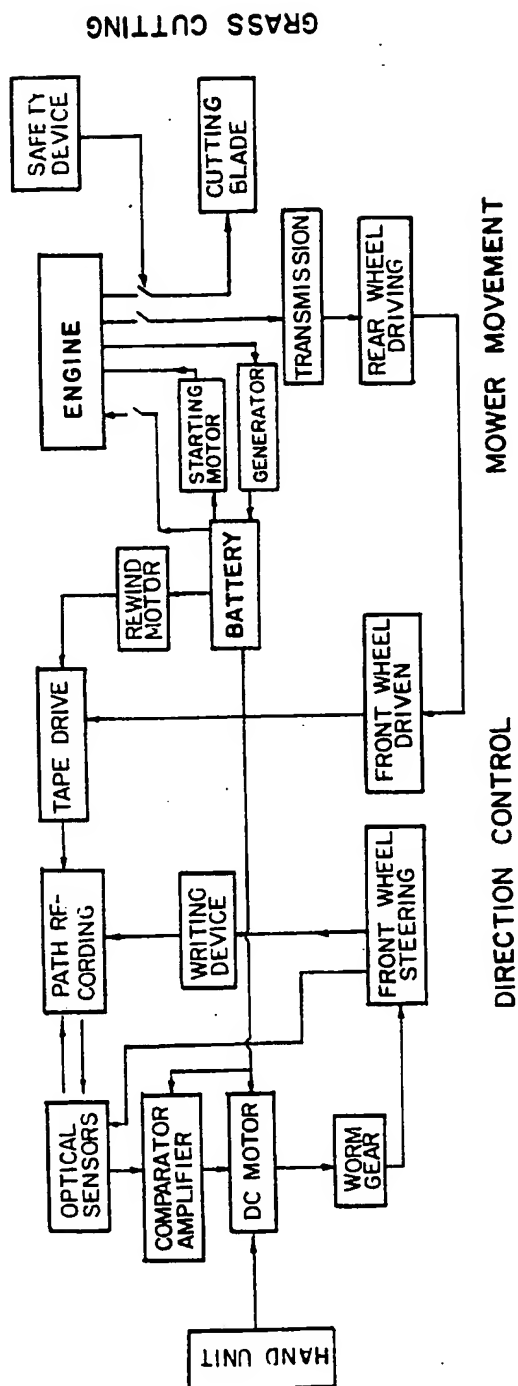 GRASS CUTTING
SAFETY
DEVICE
ENGINE
CUTTING
BLADE
STARTING
MOTOR
GENERATOR
TRANSMISSION
REAR WHEEL
DRIVING
REWIND
MOTOR
BATTERY
TAPE DRIVE
FRONT WHEEL
DRIVEN
MOWER MOVEMENT
PATH RE-
CORDING
WRITING
DEVICE
FRONT WHEEL
STEERING
OPTICAL
SENSORS
COMPARATOR
AMPLIFIER
DC MOTOR
WORM
GEAR
DIRECTION CONTROL
HAND UNIT